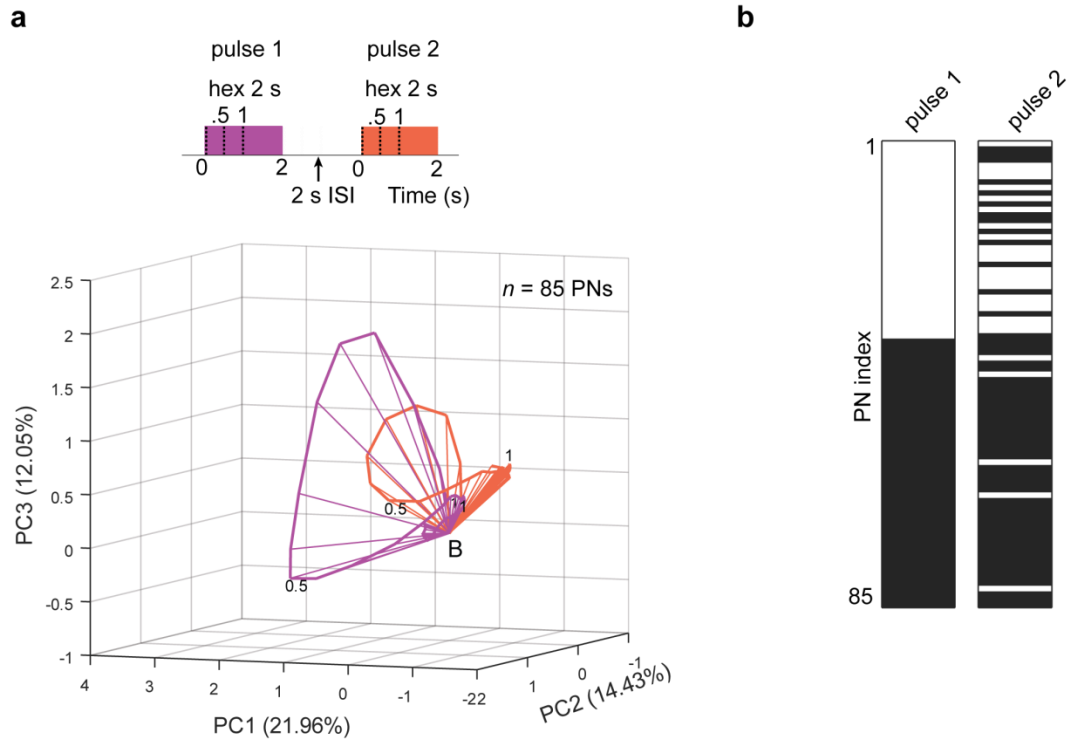 a
pulse 1 pulse 2
hex 2 s hex 2 s
.5 1 .5 1
0 2 0 2
2 s ISI Time (s)
n = 85 PNs
2.5
2
1.5
1
0.5
0
-0.5
-1
PC3 (12.05%)
1
0.5
1 1
B
0.5
4 3 2 1 0 -1 -2
PC1 (21.96%)
2 1 0 -1
PC2 (14.43%)
b
pulse 1 pulse 2
1
PN index
85